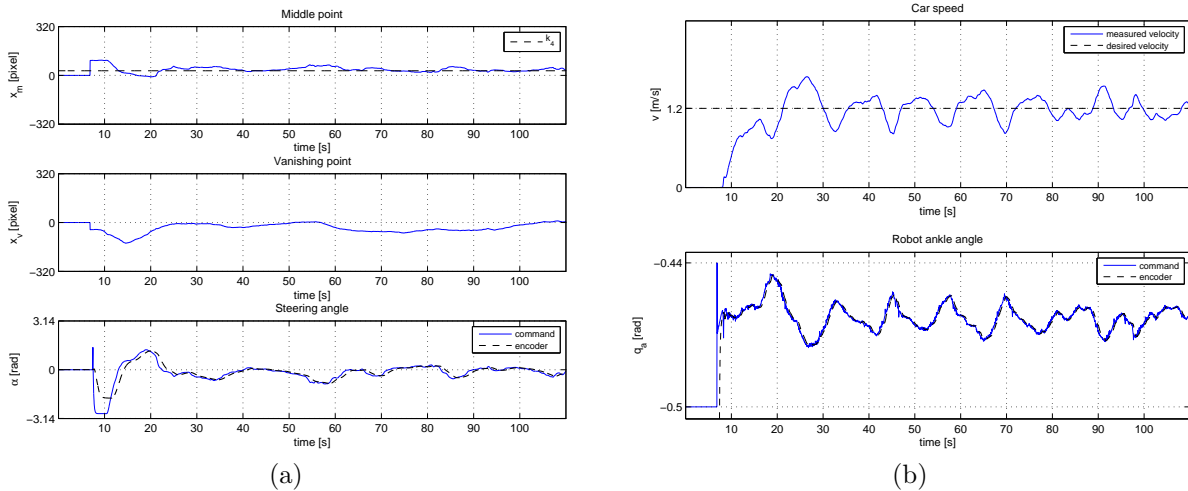 Middle point
320
0
−320
x_m [pixel]
k_4
10 20 30 40 50 60 70 80 90 100
time [s]
Vanishing point
320
0
−320
x_v [pixel]
10 20 30 40 50 60 70 80 90 100
time [s]
Steering angle
3.14
0
−3.14
α [rad]
command
encoder
10 20 30 40 50 60 70 80 90 100
time [s]
(a)
Car speed
1.2
0
v [m/s]
measured velocity
desired velocity
10 20 30 40 50 60 70 80 90 100
time [s]
Robot ankle angle
−0.44
−0.5
q_a [rad]
command
encoder
10 20 30 40 50 60 70 80 90 100
time [s]
(b)